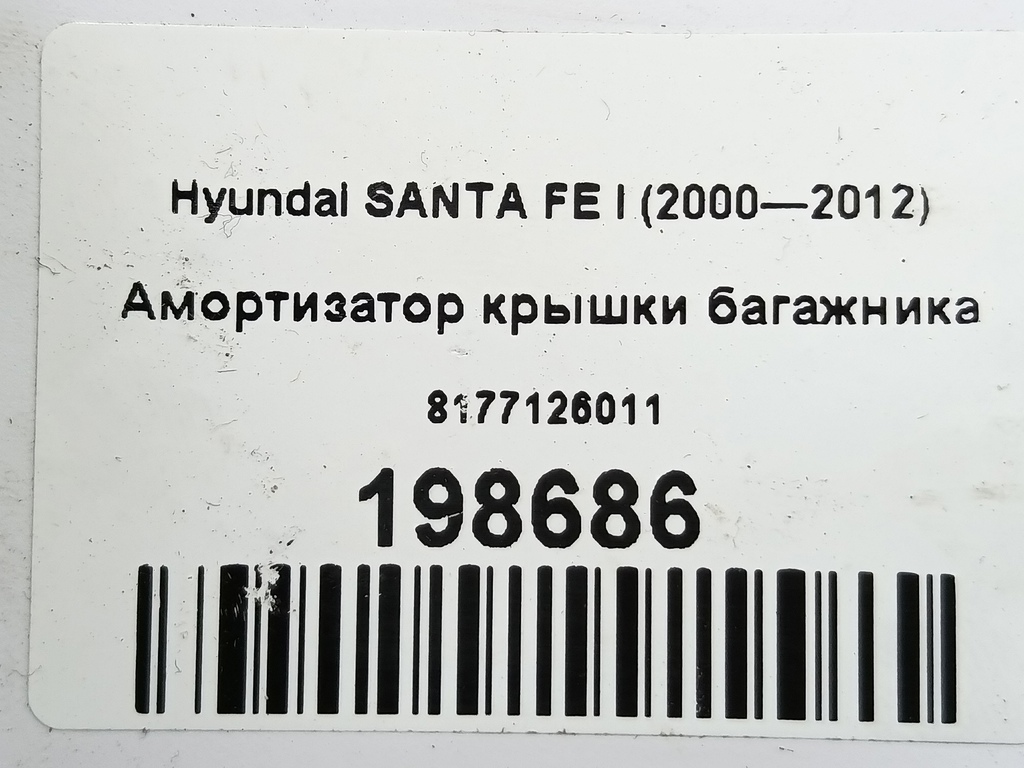 Hyundai SANTA FE I (2000—2012)
Амортизатор крышки багажника
8177126011
198686